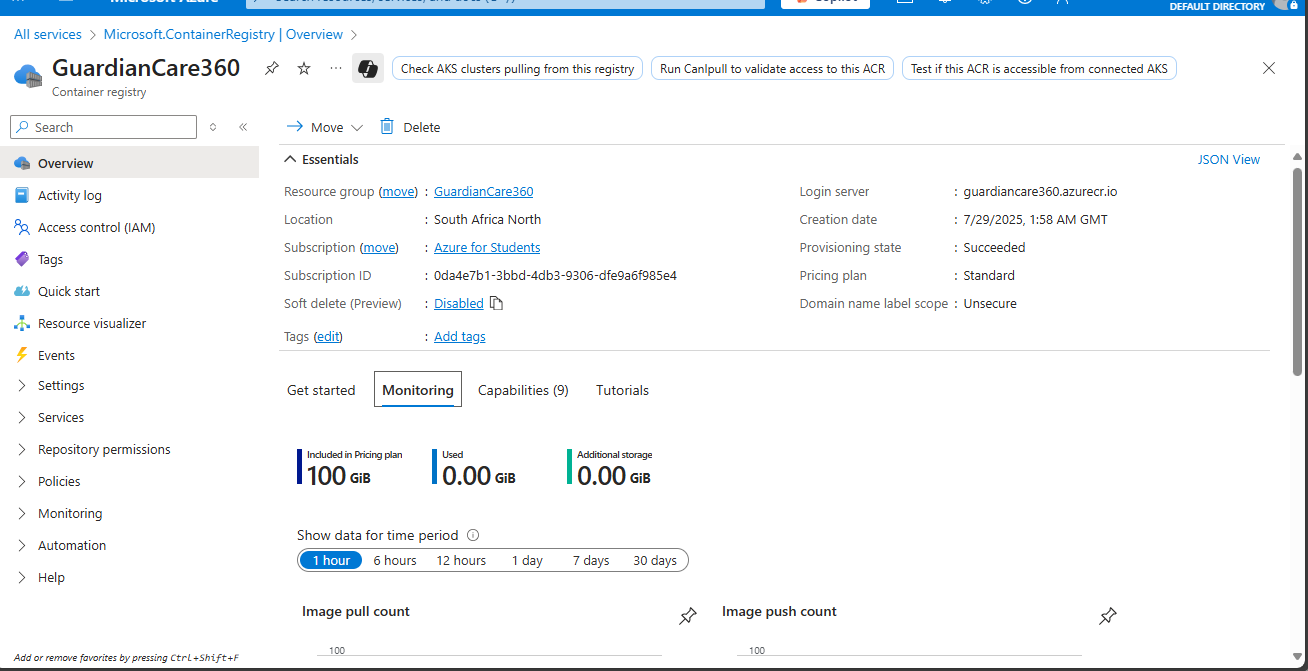 Microsoft Azure
Copilot
DEFAULT DIRECTORY
All services > Microsoft.ContainerRegistry | Overview >
GuardianCare360
Container registry
Check AKS clusters pulling from this registry
Run CanIpull to validate access to this ACR
Test if this ACR is accessible from connected AKS
Search
Move
Delete
Overview
Activity log
Access control (IAM)
Tags
Quick start
Resource visualizer
Events
Settings
Services
Repository permissions
Policies
Monitoring
Automation
Help
Add or remove favorites by pressing Ctrl+Shift+F
Essentials
JSON View
Resource group (move) : GuardianCare360
Location : South Africa North
Subscription (move) : Azure for Students
Subscription ID : 0da4e7b1-3bbd-4db3-9306-dfe9a6f985e4
Soft delete (Preview) : Disabled
Tags (edit) : Add tags
Login server : guardiancare360.azurecr.io
Creation date : 7/29/2025, 1:58 AM GMT
Provisioning state : Succeeded
Pricing plan : Standard
Domain name label scope : Unsecure
Get started
Monitoring
Capabilities (9)
Tutorials
Included in Pricing plan
100 GiB
Used
0.00 GiB
Additional storage
0.00 GiB
Show data for time period
1 hour
6 hours
12 hours
1 day
7 days
30 days
Image pull count
100
Image push count
100